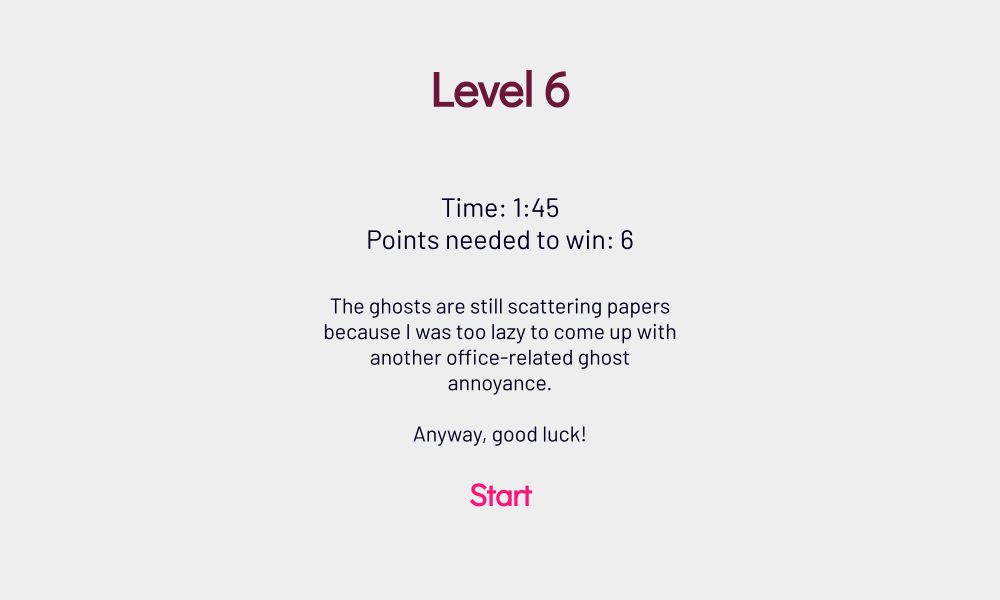 Level 6
Time: 1:45
Points needed to win: 6
The ghosts are still scattering papers
because I was too lazy to come up with
another office-related ghost
annoyance.
Anyway, good luck!
Start